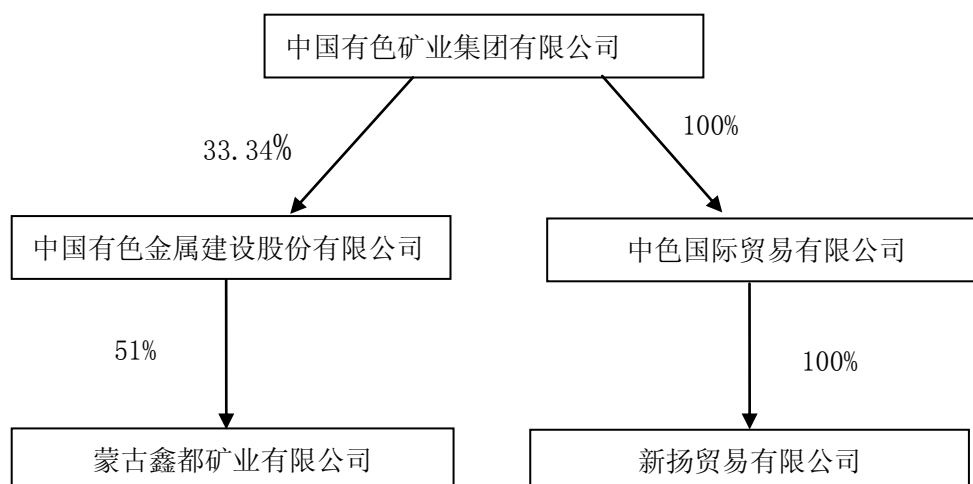 中国有色矿业集团有限公司
33.34%
100%
中国有色金属建设股份有限公司
中色国际贸易有限公司
51%
100%
蒙古鑫都矿业有限公司
新扬贸易有限公司